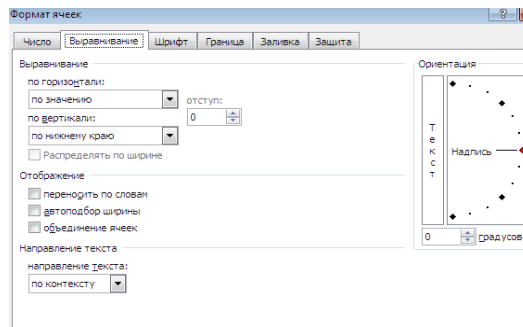 Формат ячеек
Число Выравнивание Шрифт Граница Заливка Защита
Выравнивание
по горизонтали:
по значению
отступ:
по вертикали:
0
по нижнему краю
Распределять по ширине
Отображение
переносить по словам
автоподбор ширины
объединение ячеек
Направление текста
направление текста:
по контексту
Ориентация
Текст
Надпись
0 градусов